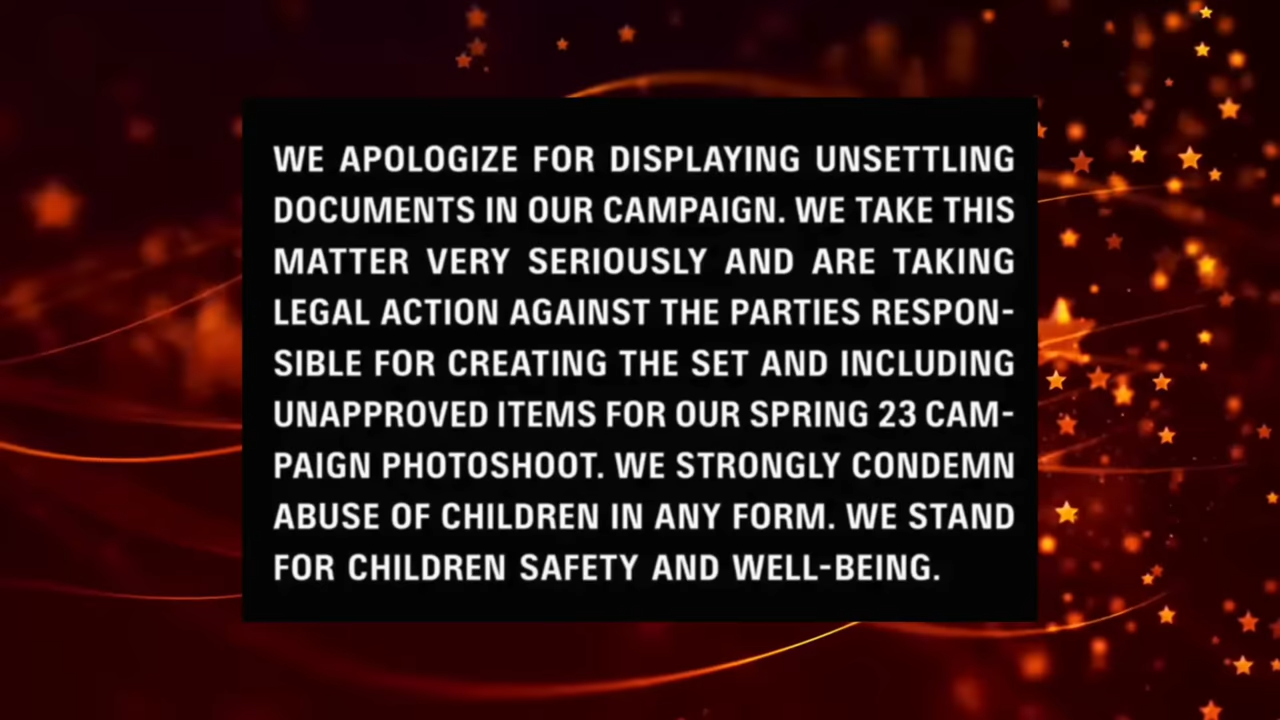 WE APOLOGIZE FOR DISPLAYING UNSETTLING
DOCUMENTS IN OUR CAMPAIGN. WE TAKE THIS
MATTER VERY SERIOUSLY AND ARE TAKING
LEGAL ACTION AGAINST THE PARTIES RESPON-
SIBLE FOR CREATING THE SET AND INCLUDING
UNAPPROVED ITEMS FOR OUR SPRING 23 CAM-
PAIGN PHOTOSHOOT. WE STRONGLY CONDEMN
ABUSE OF CHILDREN IN ANY FORM. WE STAND
FOR CHILDREN SAFETY AND WELL-BEING.